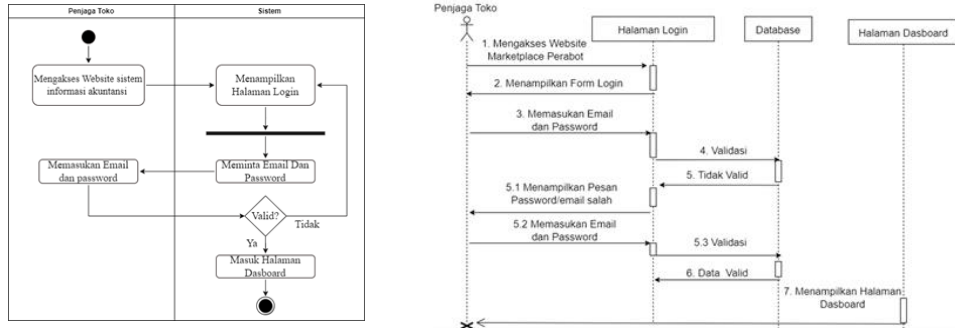 Penjaga Toko
Sistem
Mengakses Website sistem
informasi akuntansi
Menampilkan
Halaman Login
Memasukan Email
dan password
Meminta Email Dan
Password
Valid?
Tidak
Ya
Masuk Halaman
Dasboard
Penjaga Toko
Halaman Login
Database
Halaman Dasboard
1. Mengakses Website
Marketplace Perabot
2. Menampilkan Form Login
3. Memasukan Email
dan Password
4. Validasi
5. Tidak Valid
5.1 Menampilkan Pesan
Password/email salah
5.2 Memasukan Email
dan Password
5.3 Validasi
6. Data Valid
7. Menampilkan Halaman
Dasboard